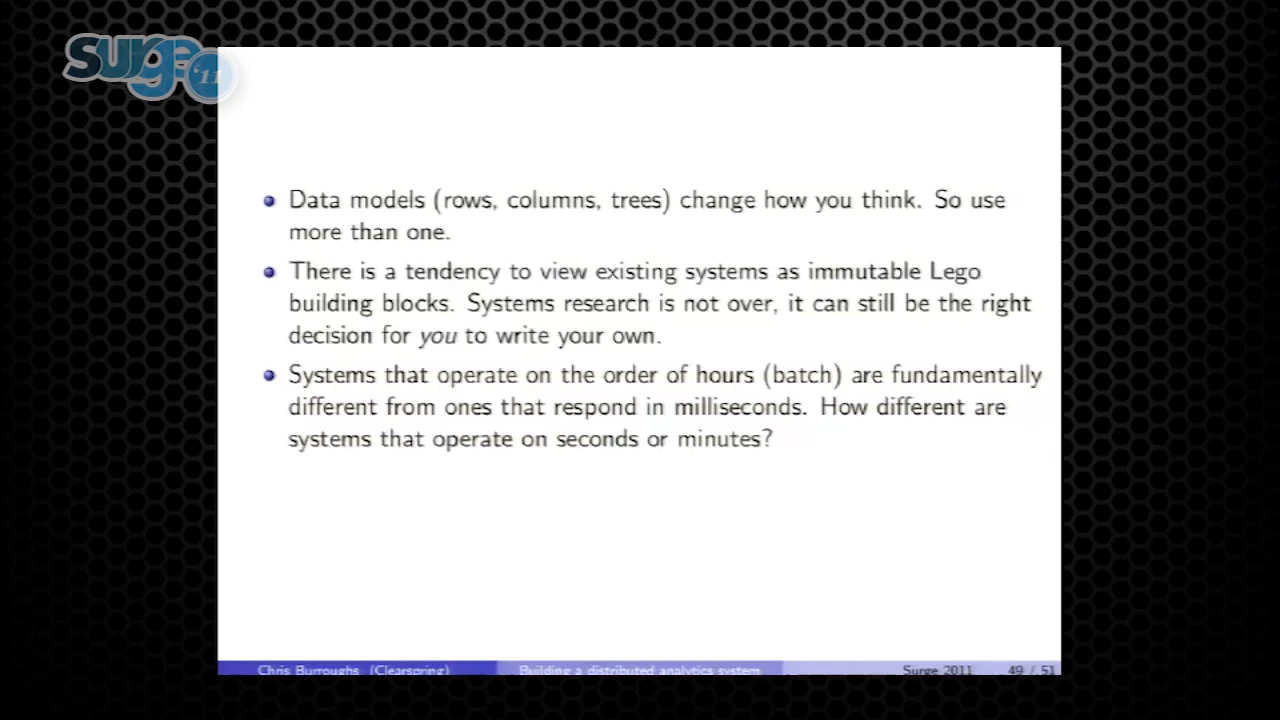 surge '11
Data models (rows, columns, trees) change how you think. So use
more than one.
There is a tendency to view existing systems as immutable Lego
building blocks. Systems research is not over, it can still be the right
decision for you to write your own.
Systems that operate on the order of hours (batch) are fundamentally
different from ones that respond in milliseconds. How different are
systems that operate on seconds or minutes?
Chris Burroughs (Clearspring) Building a distributed analytics system Surge 2011 49 / 51